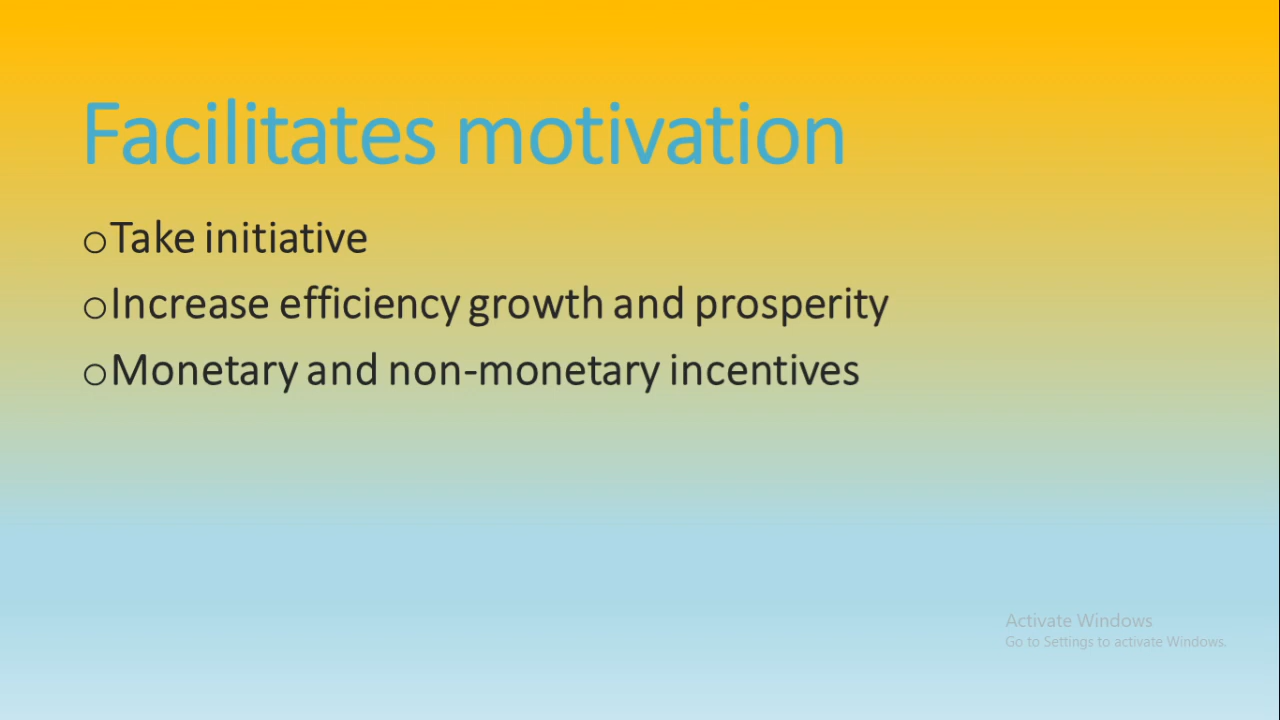 Facilitates motivation
oTake initiative
oIncrease efficiency growth and prosperity
oMonetary and non-monetary incentives
Activate Windows
Go to Settings to activate Windows.